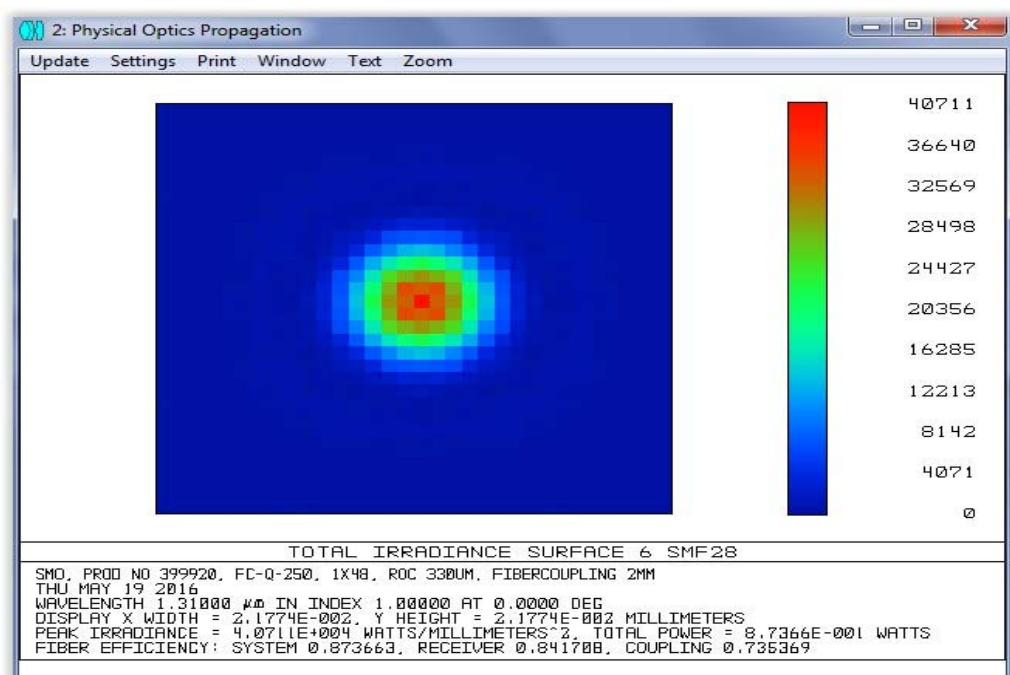 2: Physical Optics Propagation
Update Settings Print Window Text Zoom
40711
36640
32569
28498
24427
20356
16285
12213
8142
4071
0
TOTAL IRRADIANCE SURFACE 6 SMF28
SMO, PROD NO 399920, FC-Q-250, 1X48, ROC 330UM, FIBERCOUPLING 2MM
THU MAY 19 2016
WAVELENGTH 1.31000 µm IN INDEX 1.00000 AT 0.0000 DEG
DISPLAY X WIDTH = 2.1774E-002, Y HEIGHT = 2.1774E-002 MILLIMETERS
PEAK IRRADIANCE = 4.0711E+004 WATTS/MILLIMETERS^2, TOTAL POWER = 8.7366E-001 WATTS
FIBER EFFICIENCY: SYSTEM 0.873663, RECEIVER 0.841708, COUPLING 0.735369